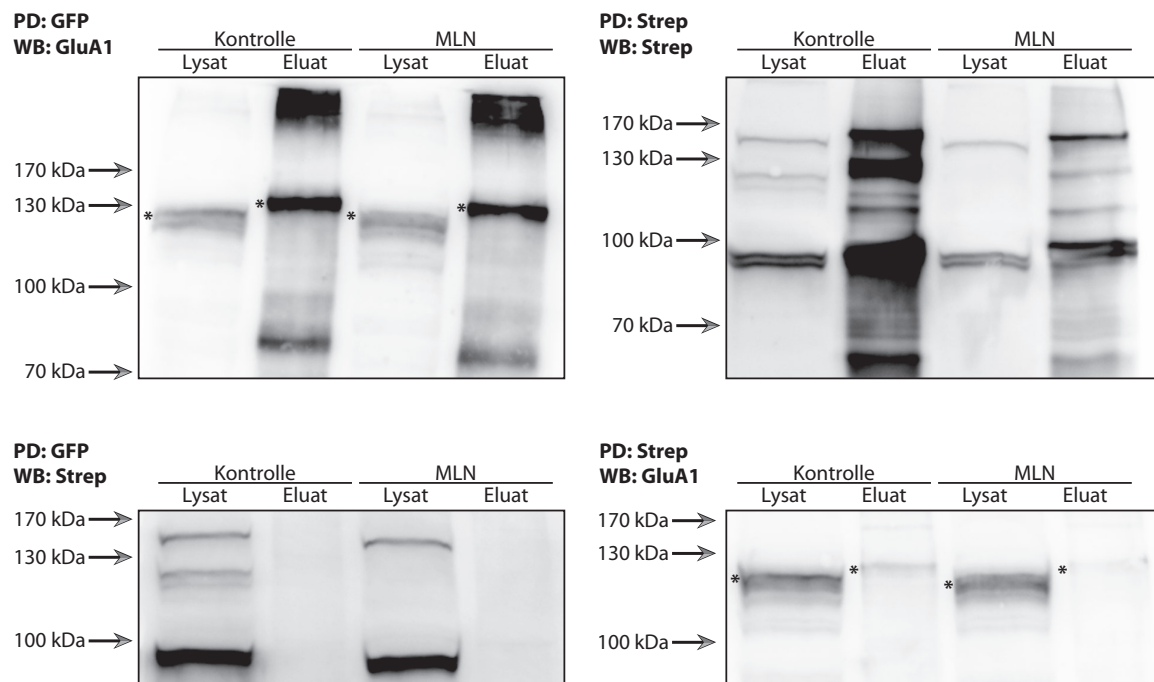 PD: GFP
WB: GluA1
Kontrolle MLN
Lysat Eluat Lysat Eluat
170 kDa
130 kDa
* * * *
100 kDa
70 kDa
PD: Strep
WB: Strep
Kontrolle MLN
Lysat Eluat Lysat Eluat
170 kDa
130 kDa
100 kDa
70 kDa
PD: GFP
WB: Strep
Kontrolle MLN
Lysat Eluat Lysat Eluat
170 kDa
130 kDa
100 kDa
PD: Strep
WB: GluA1
Kontrolle MLN
Lysat Eluat Lysat Eluat
170 kDa
130 kDa
* * * *
100 kDa